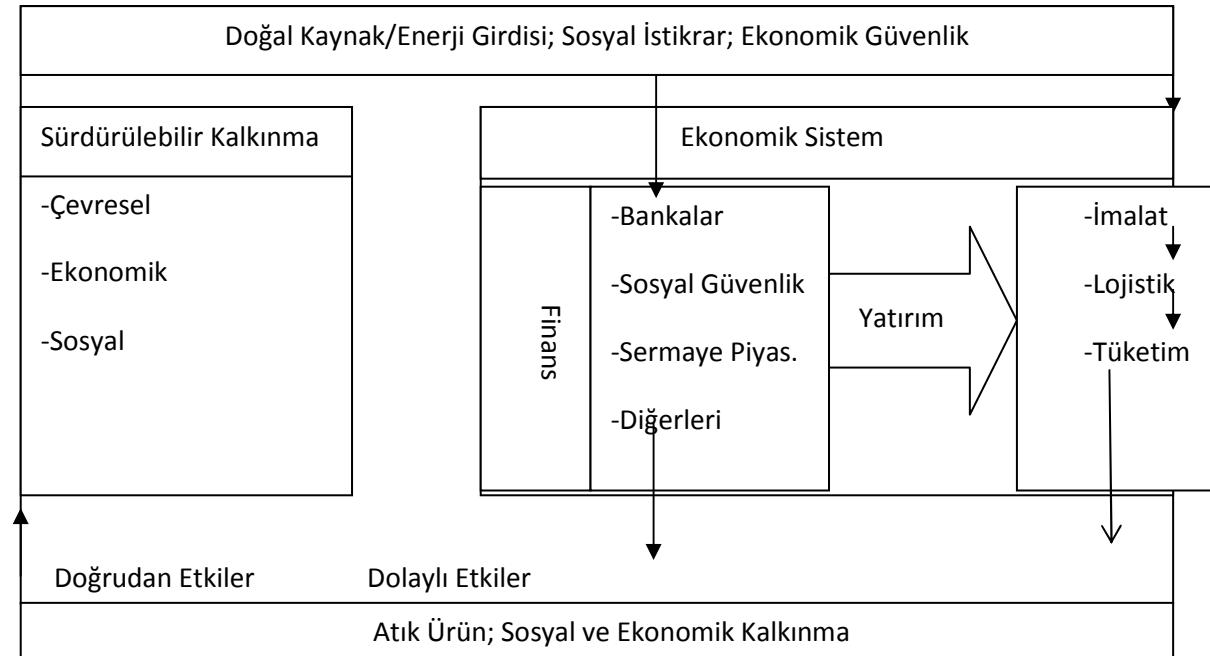 Doğal Kaynak/Enerji Girdisi; Sosyal İstikrar; Ekonomik Güvenlik
Sürdürülebilir Kalkınma
-Çevresel
-Ekonomik
-Sosyal
Ekonomik Sistem
Finans
-Bankalar
-Sosyal Güvenlik
-Sermaye Piyas.
-Diğerleri
Yatırım
-İmalat
-Lojistik
-Tüketim
Doğrudan Etkiler
Dolaylı Etkiler
Atık Ürün; Sosyal ve Ekonomik Kalkınma